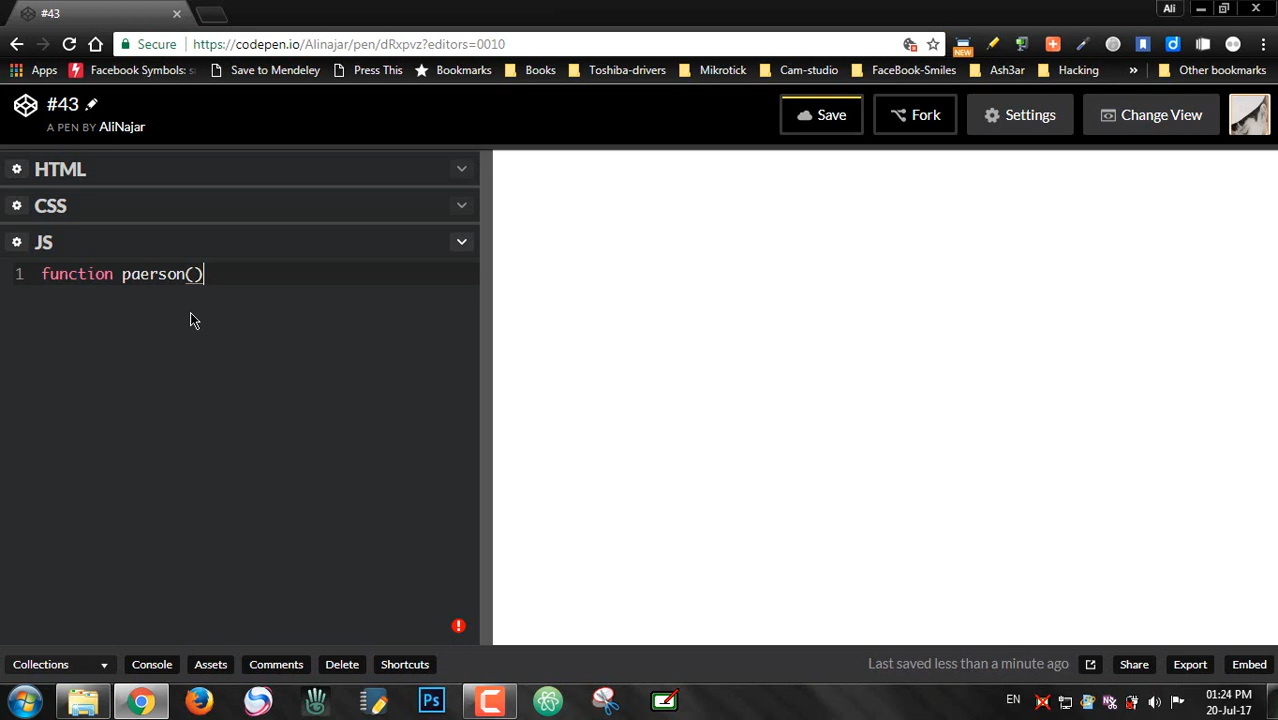 #43
Ali
Secure
https://codepen.io/Alinajar/pen/dRxpvz?editors=0010
NEW
Apps
Facebook Symbols: s
Save to Mendeley
Press This
Bookmarks
Books
Toshiba-drivers
Mikrotick
Cam-studio
FaceBook-Smiles
Ash3ar
Hacking
»
Other bookmarks
#43
A PEN BY AliNajar
Save
Fork
Settings
Change View
HTML
CSS
JS
1 function paerson()
Collections
Console
Assets
Comments
Delete
Shortcuts
Last saved less than a minute ago
Share
Export
Embed
Ps
EN
01:24 PM
20-Jul-17